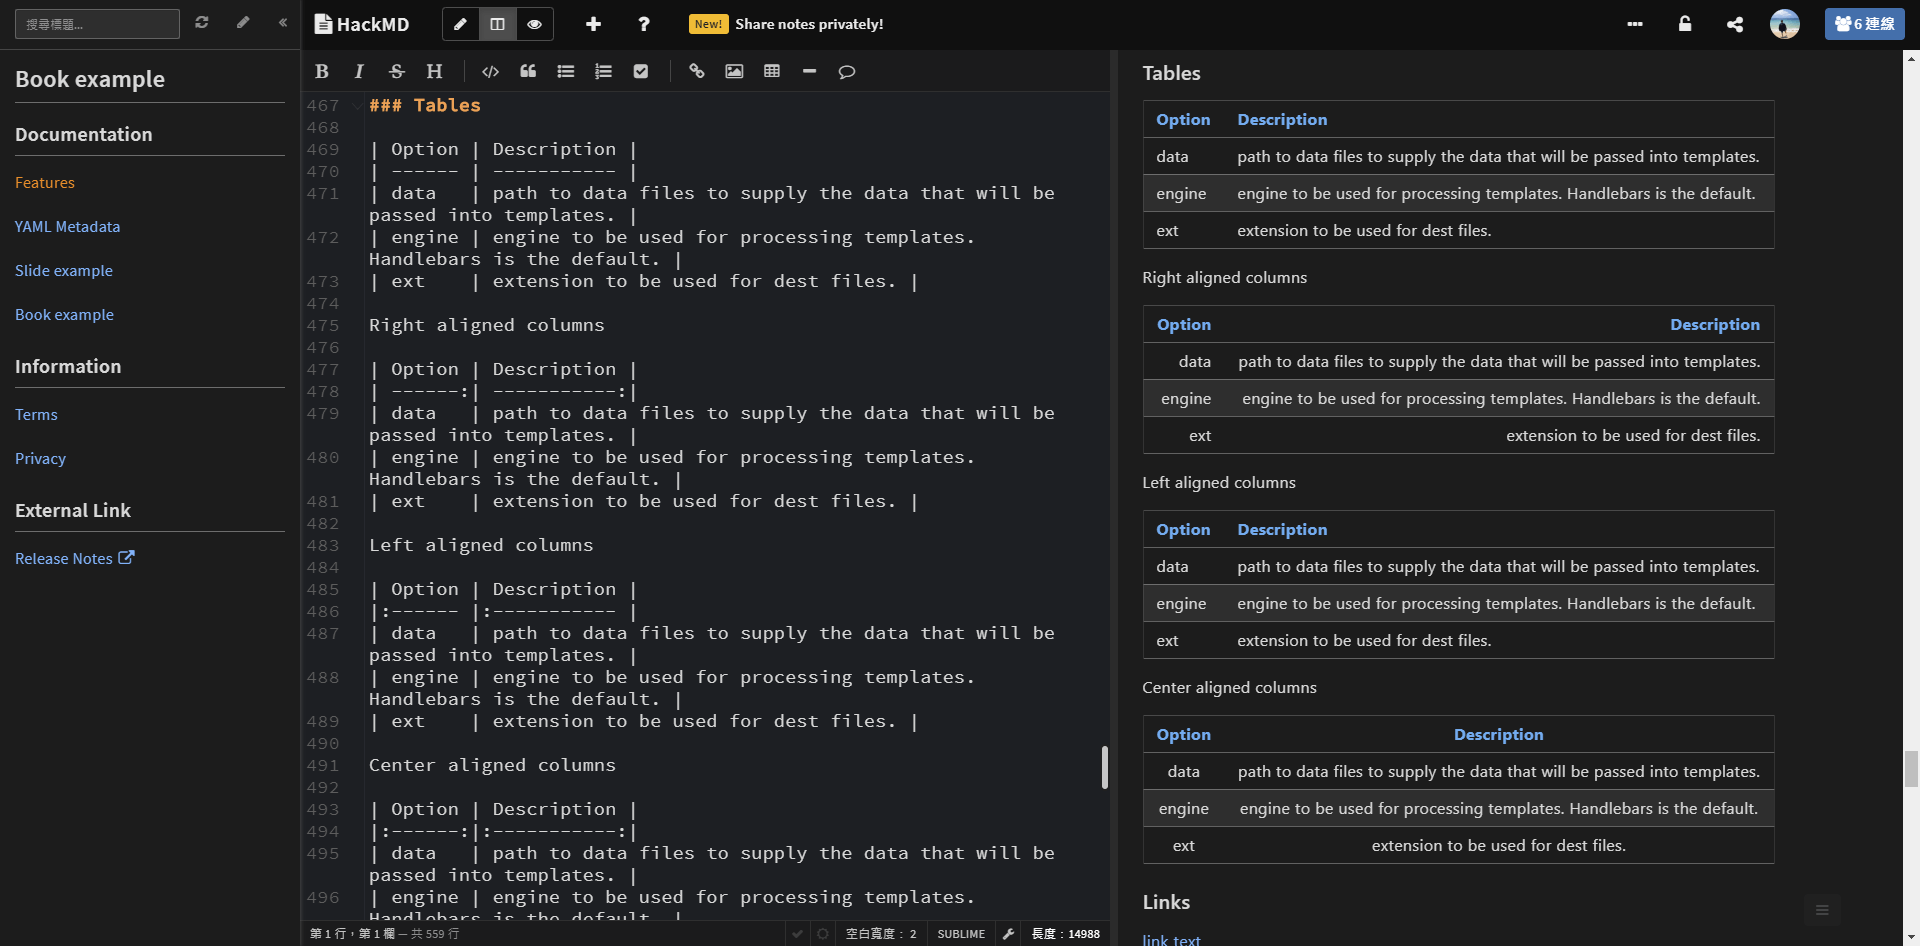 搜尋標題...
HackMD
New! Share notes privately!
6 連線
Book example
Documentation
Features
YAML Metadata
Slide example
Book example
Information
Terms
Privacy
External Link
Release Notes
B I S H
467 ### Tables
468
469 | Option | Description |
470 | ------ | ----------- |
471 | data   | path to data files to supply the data that will be
passed into templates. |
472 | engine | engine to be used for processing templates.
Handlebars is the default. |
473 | ext    | extension to be used for dest files. |
474
475 Right aligned columns
476
477 | Option | Description |
478 | ------:| -----------:|
479 | data   | path to data files to supply the data that will be
passed into templates. |
480 | engine | engine to be used for processing templates.
Handlebars is the default. |
481 | ext    | extension to be used for dest files. |
482
483 Left aligned columns
484
485 | Option | Description |
486 |:------ |:----------- |
487 | data   | path to data files to supply the data that will be
passed into templates. |
488 | engine | engine to be used for processing templates.
Handlebars is the default. |
489 | ext    | extension to be used for dest files. |
490
491 Center aligned columns
492
493 | Option | Description |
494 |:------:|:-----------:|
495 | data   | path to data files to supply the data that will be
passed into templates. |
496 | engine | engine to be used for processing templates.
Handlebars is the default. |
第 1 行，第 1 欄 — 共 559 行
空白寬度： 2
SUBLIME
長度：14988
Tables
Option Description
data path to data files to supply the data that will be passed into templates.
engine engine to be used for processing templates. Handlebars is the default.
ext extension to be used for dest files.
Right aligned columns
Option Description
data path to data files to supply the data that will be passed into templates.
engine engine to be used for processing templates. Handlebars is the default.
ext extension to be used for dest files.
Left aligned columns
Option Description
data path to data files to supply the data that will be passed into templates.
engine engine to be used for processing templates. Handlebars is the default.
ext extension to be used for dest files.
Center aligned columns
Option Description
data path to data files to supply the data that will be passed into templates.
engine engine to be used for processing templates. Handlebars is the default.
ext extension to be used for dest files.
Links
link text